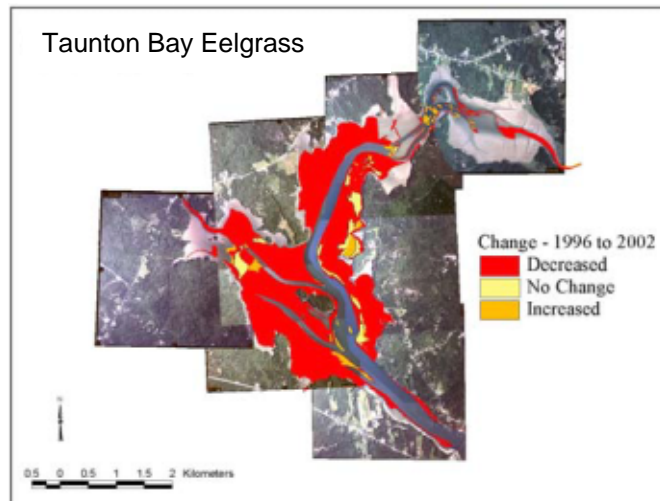 Taunton Bay Eelgrass
Change - 1996 to 2002
Decreased
No Change
Increased
0.5 0 0.5 1 1.5 2 Kilometers